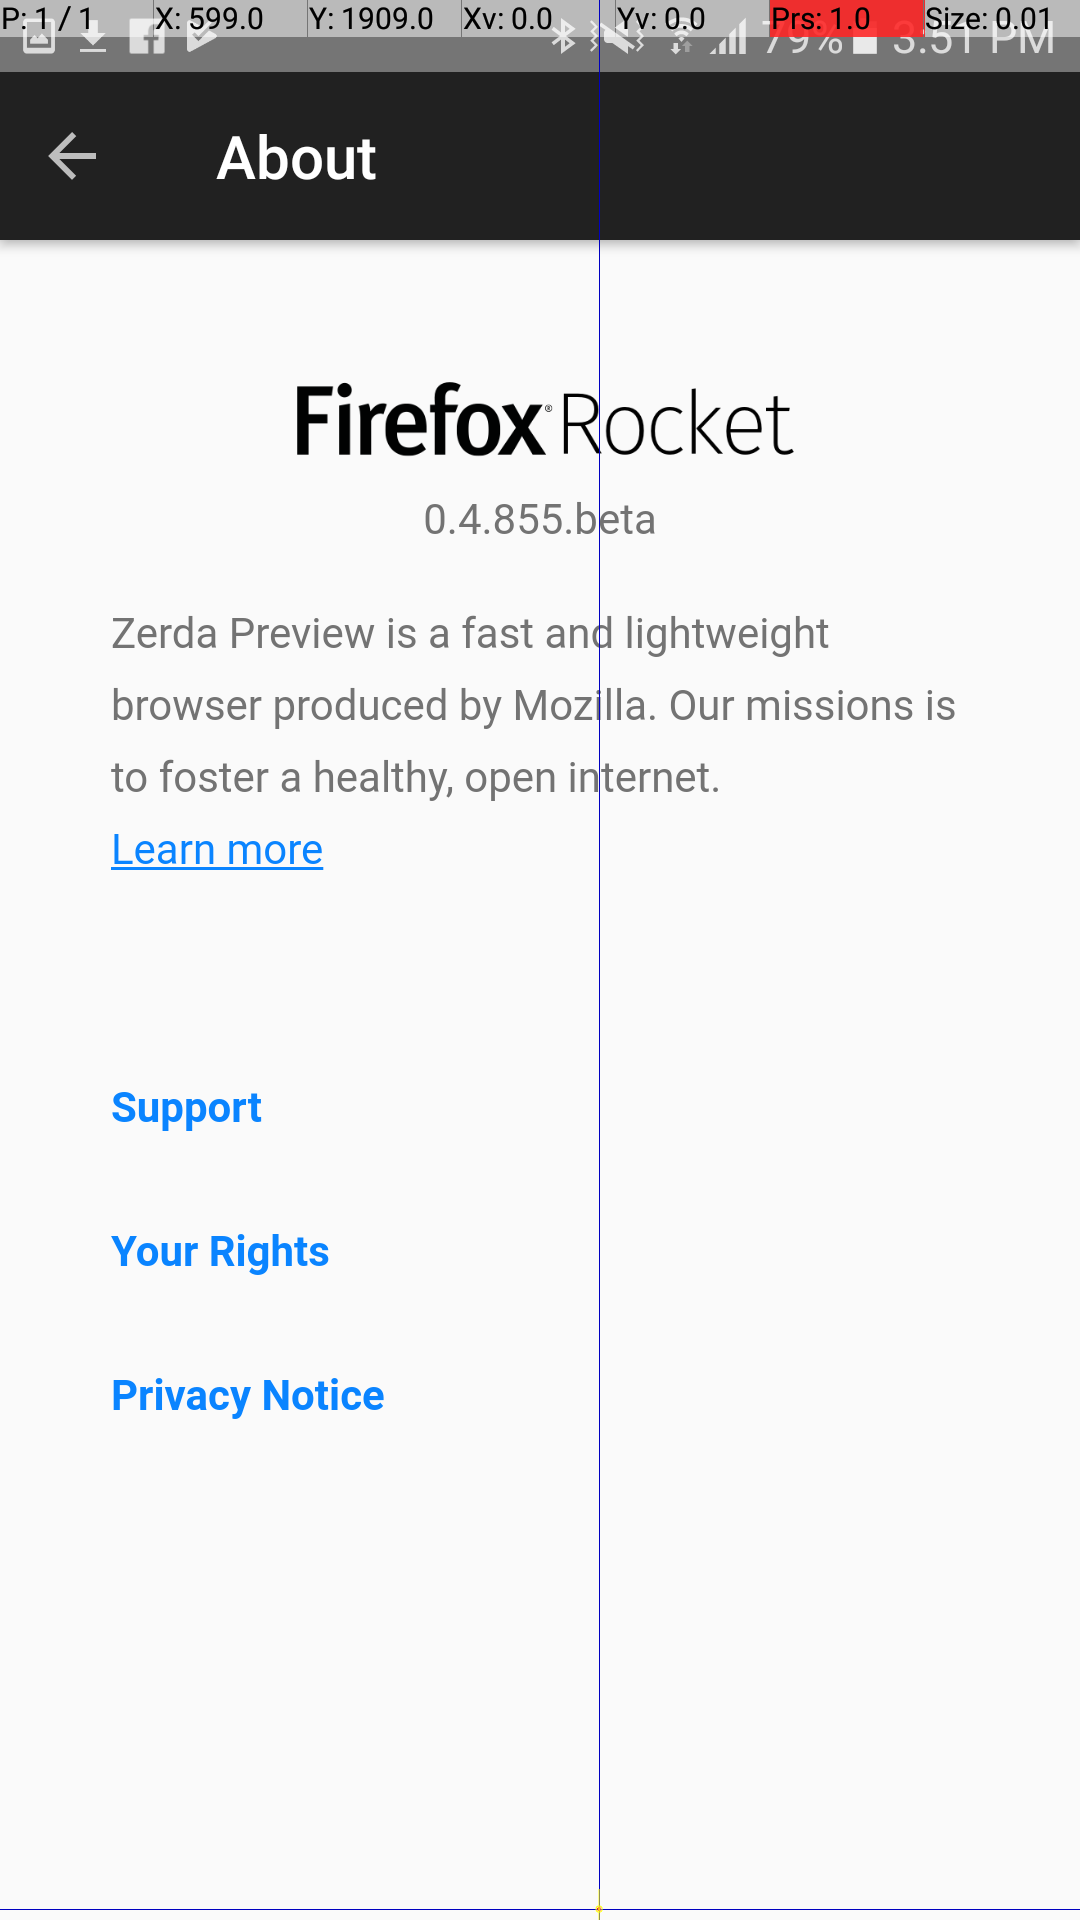 P: 1 / 1 X: 599.0 Y: 1909.0 Xv: 0.0 Yv: 0.0 Prs: 1.0 Size: 0.01
79% 3:51 PM
About
Firefox® Rocket
0.4.855.beta
Zerda Preview is a fast and lightweight
browser produced by Mozilla. Our missions is
to foster a healthy, open internet.
Learn more
Support
Your Rights
Privacy Notice